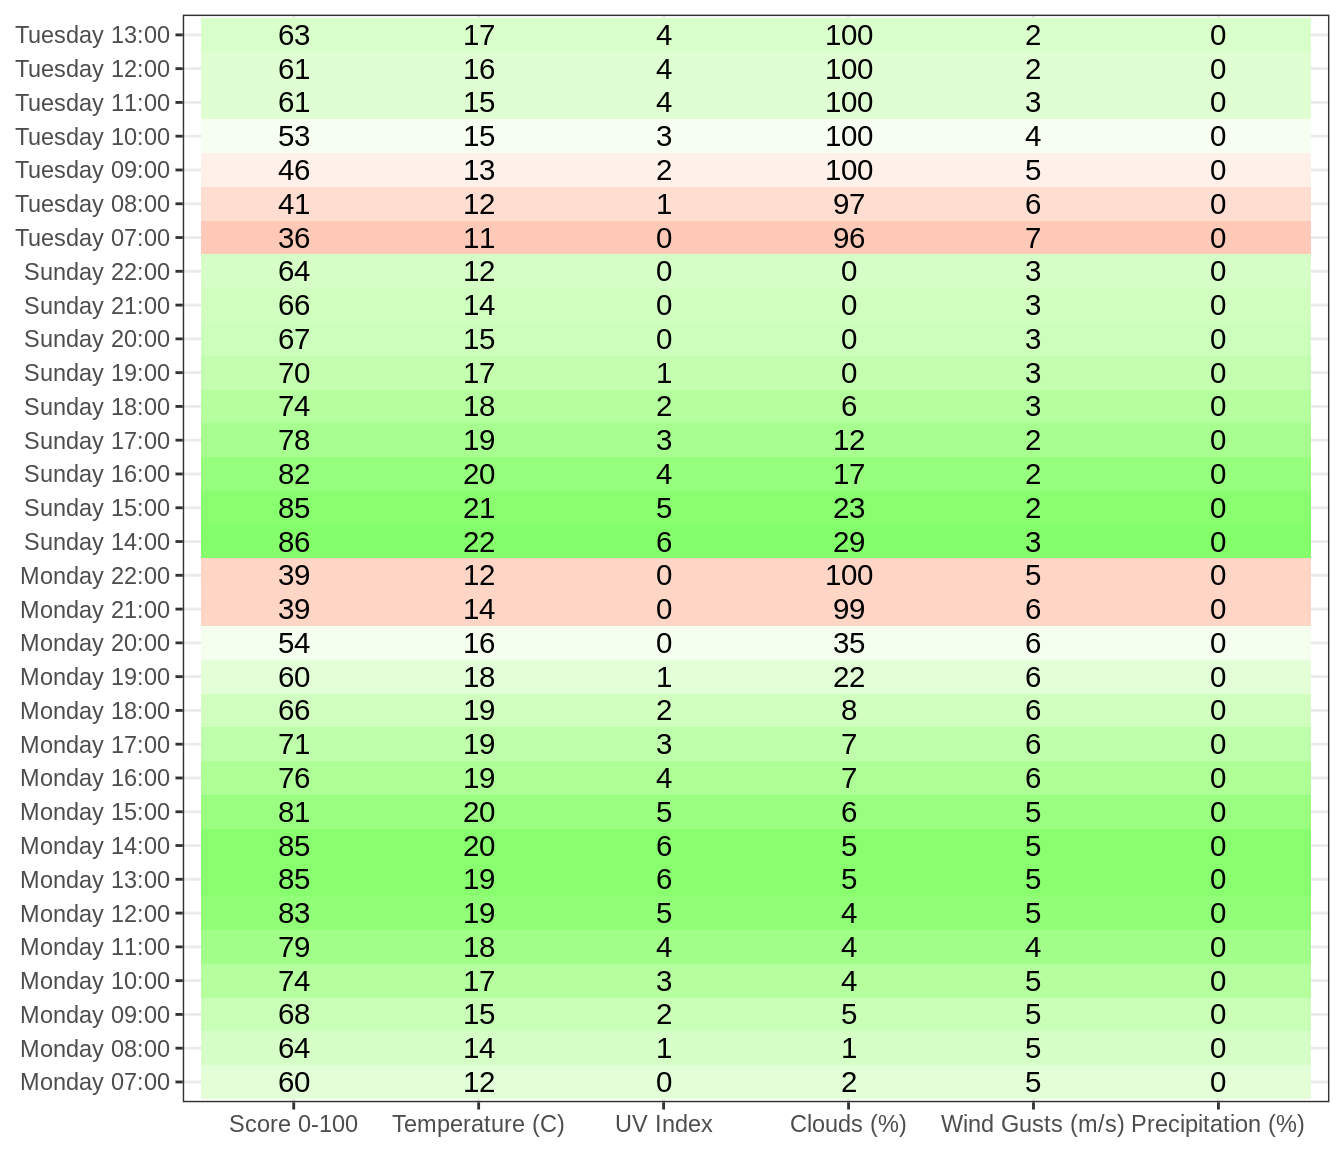 Tuesday 13:00 63 17 4 100 2 0
Tuesday 12:00 61 16 4 100 2 0
Tuesday 11:00 61 15 4 100 3 0
Tuesday 10:00 53 15 3 100 4 0
Tuesday 09:00 46 13 2 100 5 0
Tuesday 08:00 41 12 1 97 6 0
Tuesday 07:00 36 11 0 96 7 0
Sunday 22:00 64 12 0 0 3 0
Sunday 21:00 66 14 0 0 3 0
Sunday 20:00 67 15 0 0 3 0
Sunday 19:00 70 17 1 0 3 0
Sunday 18:00 74 18 2 6 3 0
Sunday 17:00 78 19 3 12 2 0
Sunday 16:00 82 20 4 17 2 0
Sunday 15:00 85 21 5 23 2 0
Sunday 14:00 86 22 6 29 3 0
Monday 22:00 39 12 0 100 5 0
Monday 21:00 39 14 0 99 6 0
Monday 20:00 54 16 0 35 6 0
Monday 19:00 60 18 1 22 6 0
Monday 18:00 66 19 2 8 6 0
Monday 17:00 71 19 3 7 6 0
Monday 16:00 76 19 4 7 6 0
Monday 15:00 81 20 5 6 5 0
Monday 14:00 85 20 6 5 5 0
Monday 13:00 85 19 6 5 5 0
Monday 12:00 83 19 5 4 5 0
Monday 11:00 79 18 4 4 4 0
Monday 10:00 74 17 3 4 5 0
Monday 09:00 68 15 2 5 5 0
Monday 08:00 64 14 1 1 5 0
Monday 07:00 60 12 0 2 5 0
Score 0-100 Temperature (C) UV Index Clouds (%) Wind Gusts (m/s) Precipitation (%)